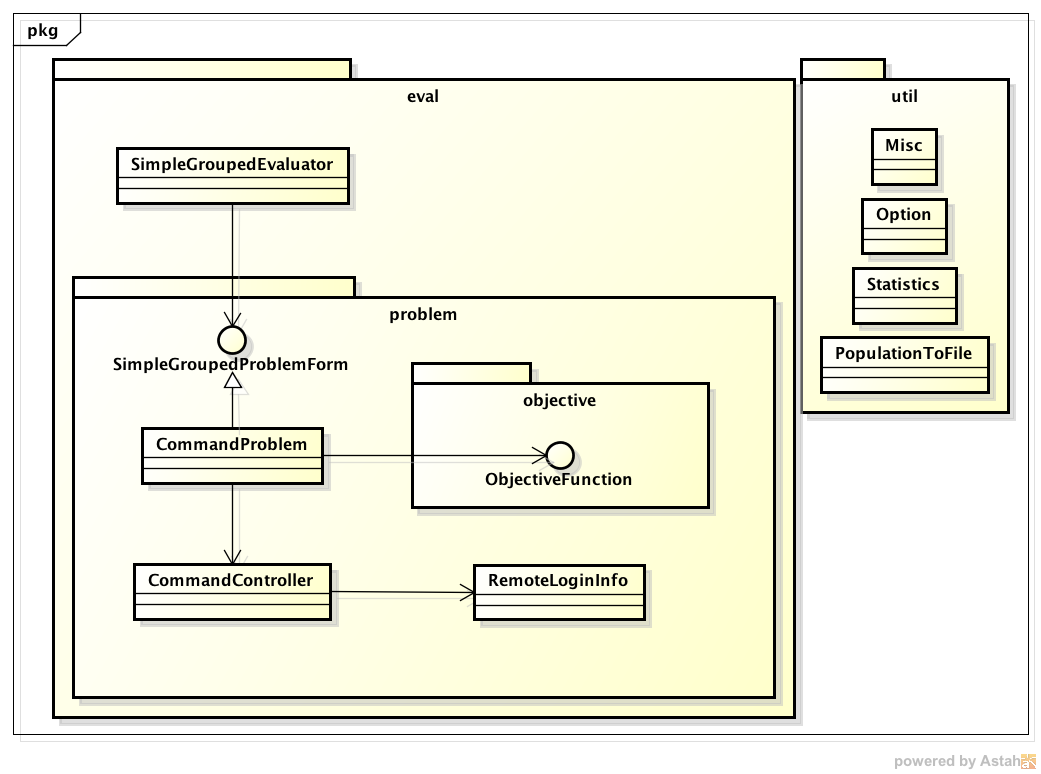 pkg
eval
util
SimpleGroupedEvaluator
Misc
Option
Statistics
PopulationToFile
problem
SimpleGroupedProblemForm
objective
CommandProblem
ObjectiveFunction
CommandController
RemoteLoginInfo
powered by Astah